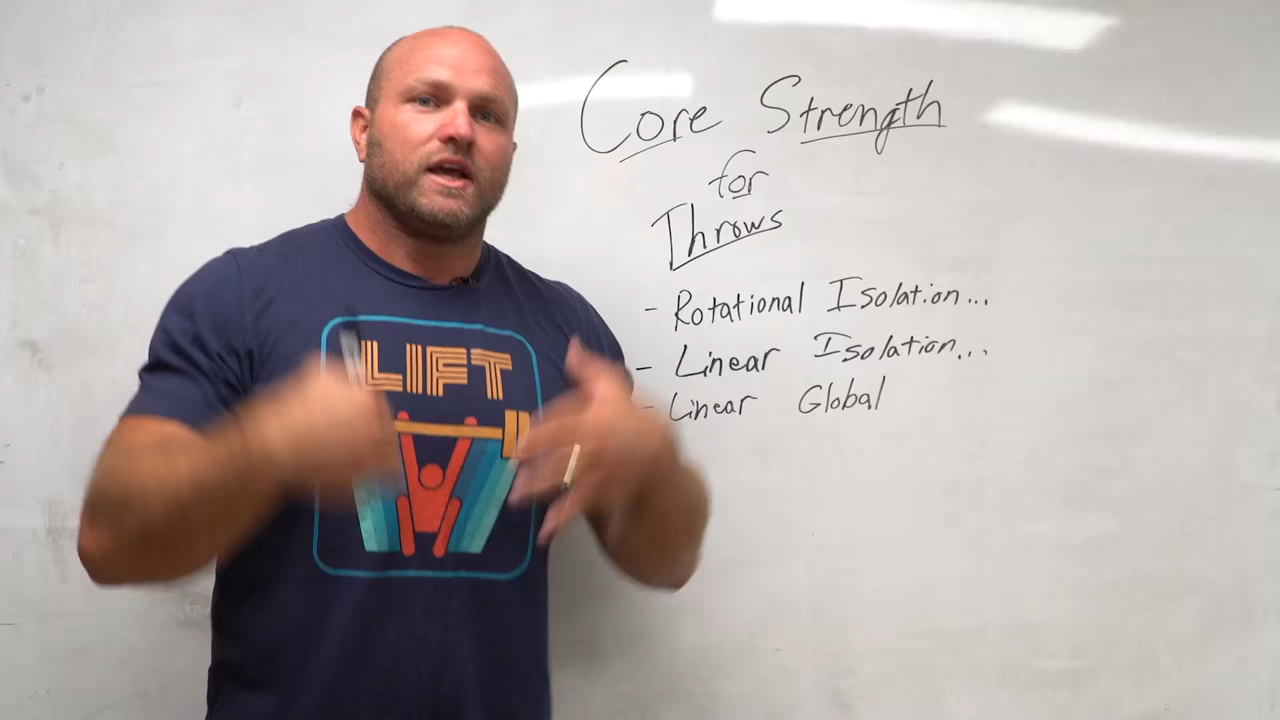 Core Strength
for
Throws
- Rotational Isolation...
- Linear Isolation...
- Linear Global
LIFT